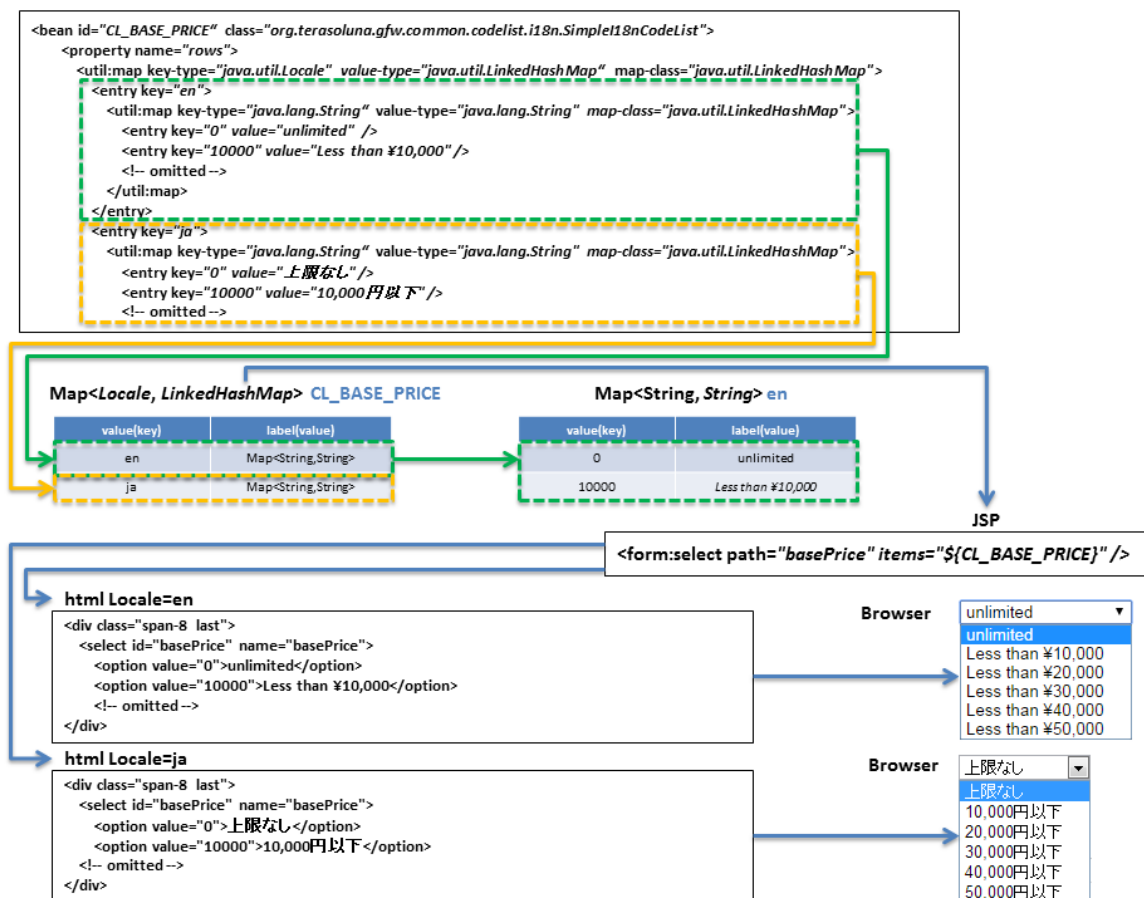 <bean id="CL_BASE_PRICE“ class="org.terasoluna.gfw.common.codelist.i18n.SimpleI18nCodeList">
<property name="rows">
<util:map key-type="java.util.Locale" value-type="java.util.LinkedHashMap“ map-class="java.util.LinkedHashMap">
<entry key="en">
<util:map key-type="java.lang.String“ value-type="java.lang.String" map-class="java.util.LinkedHashMap">
<entry key="0" value="unlimited" />
<entry key="10000" value="Less than ¥10,000" />
<!-- omitted -->
</util:map>
</entry>
<entry key="ja">
<util:map key-type="java.lang.String“ value-type="java.lang.String" map-class="java.util.LinkedHashMap">
<entry key="0" value="上限なし" />
<entry key="10000" value="10,000円以下" />
<!-- omitted -->
Map<Locale, LinkedHashMap> CL_BASE_PRICE
value(key) label(value)
en Map<String,String>
ja Map<String,String>
Map<String, String> en
value(key) label(value)
0 unlimited
10000 Less than ¥10,000
JSP
<form:select path="basePrice" items="${CL_BASE_PRICE}" />
html Locale=en
<div class="span-8 last">
<select id="basePrice" name="basePrice">
<option value="0">unlimited</option>
<option value="10000">Less than ¥10,000</option>
<!-- omitted -->
</div>
Browser
unlimited
unlimited
Less than ¥10,000
Less than ¥20,000
Less than ¥30,000
Less than ¥40,000
Less than ¥50,000
html Locale=ja
<div class="span-8 last">
<select id="basePrice" name="basePrice">
<option value="0">上限なし</option>
<option value="10000">10,000円以下</option>
<!-- omitted -->
</div>
Browser
上限なし
上限なし
10,000円以下
20,000円以下
30,000円以下
40,000円以下
50,000円以下